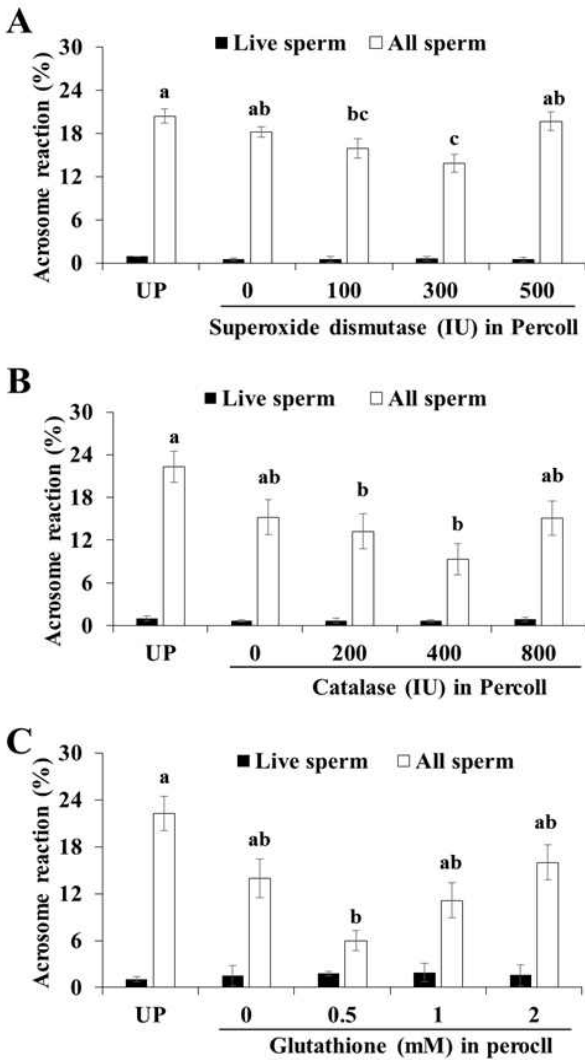 A
Acrosome reaction (%)
Live sperm All sperm
30
24
18
12
6
0
a
ab
bc
c
ab
UP 0 100 300 500
Superoxide dismutase (IU) in Percoll
B
Acrosome reaction (%)
Live sperm All sperm
30
24
18
12
6
0
a
ab
b
b
ab
UP 0 200 400 800
Catalase (IU) in Percoll
C
Acrosome reaction (%)
Live sperm All sperm
30
24
18
12
6
0
a
ab
b
ab
ab
UP 0 0.5 1 2
Glutathione (mM) in perocll